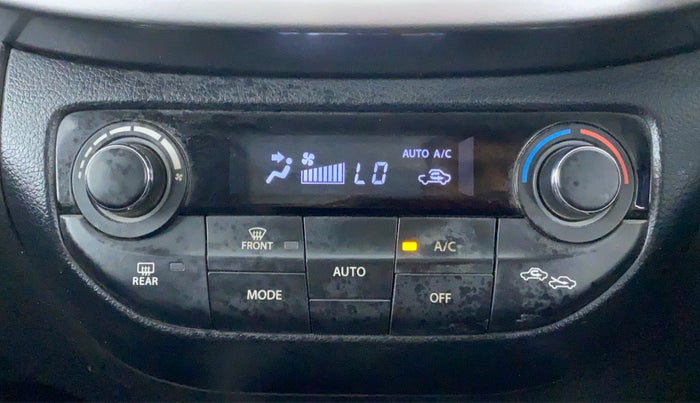 AUTO A/C
LO
FRONT
A/C
REAR
AUTO
MODE
OFF